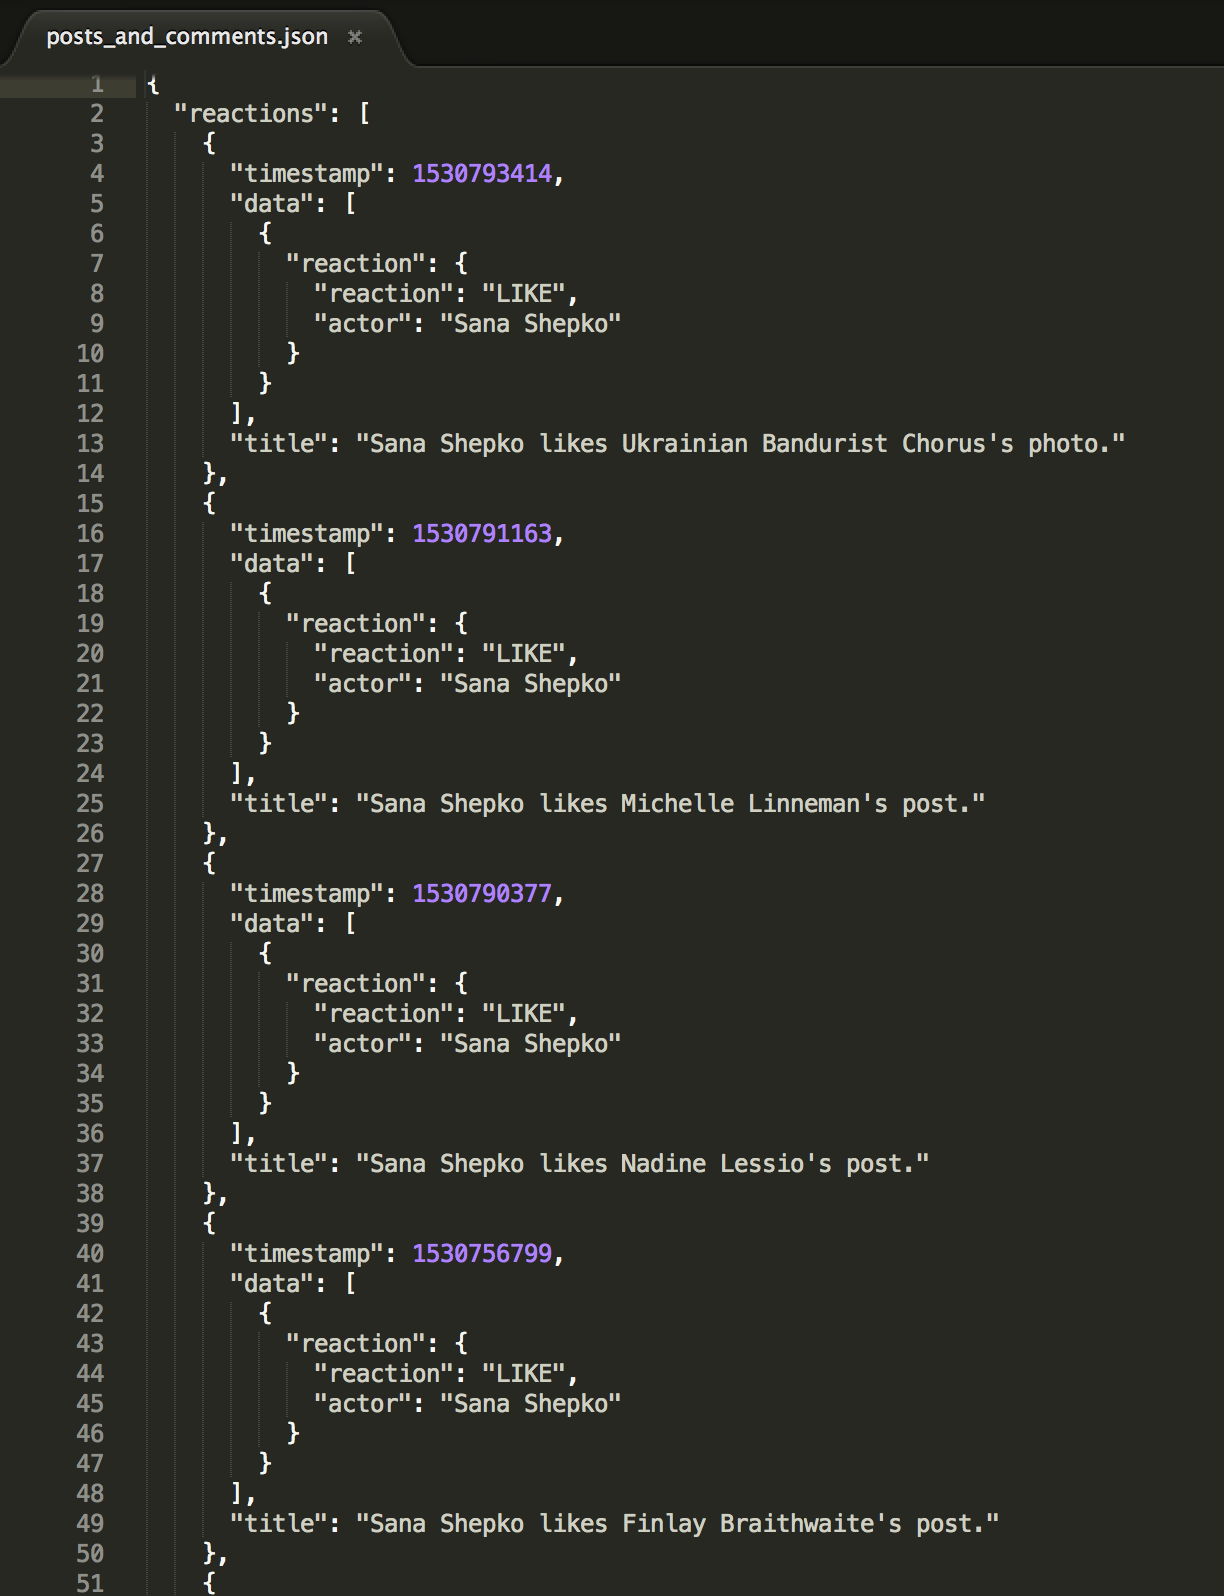 posts_and_comments.json ×
1 {
2   "reactions": [
3     {
4       "timestamp": 1530793414,
5       "data": [
6         {
7           "reaction": {
8             "reaction": "LIKE",
9             "actor": "Sana Shepko"
10           }
11         }
12       ],
13       "title": "Sana Shepko likes Ukrainian Bandurist Chorus's photo."
14     },
15     {
16       "timestamp": 1530791163,
17       "data": [
18         {
19           "reaction": {
20             "reaction": "LIKE",
21             "actor": "Sana Shepko"
22           }
23         }
24       ],
25       "title": "Sana Shepko likes Michelle Linneman's post."
26     },
27     {
28       "timestamp": 1530790377,
29       "data": [
30         {
31           "reaction": {
32             "reaction": "LIKE",
33             "actor": "Sana Shepko"
34           }
35         }
36       ],
37       "title": "Sana Shepko likes Nadine Lessio's post."
38     },
39     {
40       "timestamp": 1530756799,
41       "data": [
42         {
43           "reaction": {
44             "reaction": "LIKE",
45             "actor": "Sana Shepko"
46           }
47         }
48       ],
49       "title": "Sana Shepko likes Finlay Braithwaite's post."
50     },
51     {